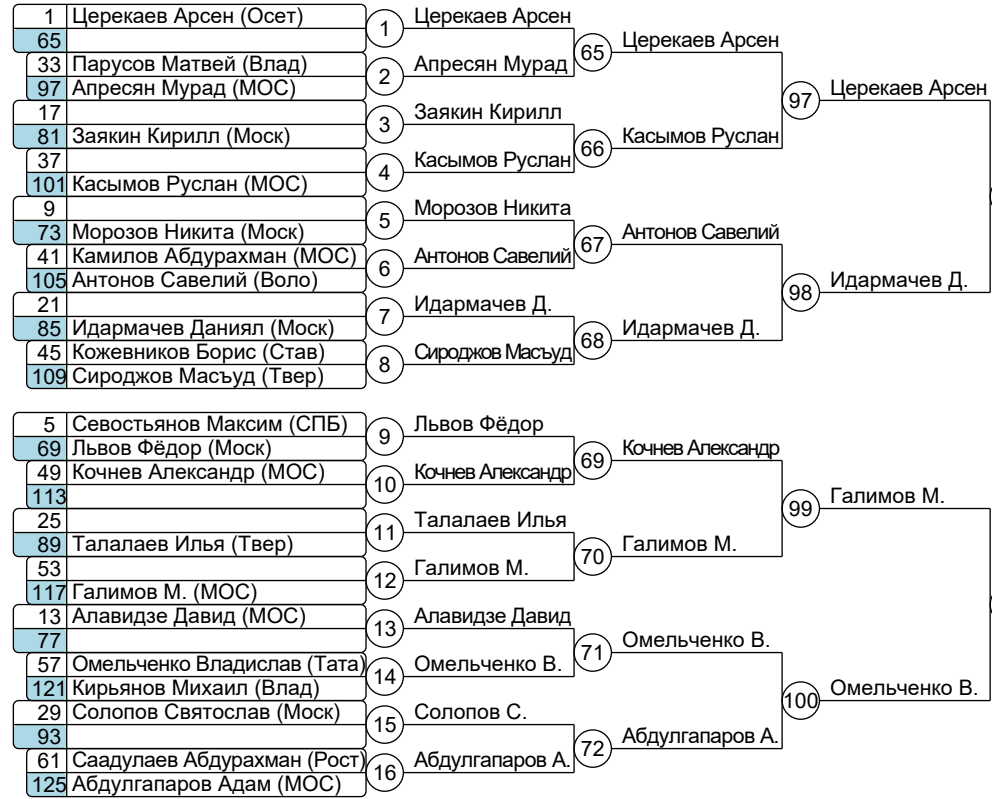 1 Церекаев Арсен (Осет)
65
33 Парусов Матвей (Влад)
97 Апресян Мурад (МОС)
17
81 Заякин Кирилл (Моск)
37
101 Касымов Руслан (МОС)
9
73 Морозов Никита (Моск)
41 Камилов Абдурахман (МОС)
105 Антонов Савелий (Воло)
21
85 Идармачев Даниял (Моск)
45 Кожевников Борис (Став)
109 Сироджов Масъуд (Твер)
5 Севостьянов Максим (СПБ)
69 Львов Фёдор (Моск)
49 Кочнев Александр (МОС)
113
25
89 Талалаев Илья (Твер)
53
117 Галимов М. (МОС)
13 Алавидзе Давид (МОС)
77
57 Омельченко Владислав (Тата)
121 Кирьянов Михаил (Влад)
29 Солопов Святослав (Моск)
93
61 Саадулаев Абдурахман (Рост)
125 Абдулгапаров Адам (МОС)
1 Церекаев Арсен
2 Апресян Мурад
3 Заякин Кирилл
4 Касымов Руслан
5 Морозов Никита
6 Антонов Савелий
7 Идармачев Д.
8 Сироджов Масъуд
9 Львов Фёдор
10 Кочнев Александр
11 Талалаев Илья
12 Галимов М.
13 Алавидзе Давид
14 Омельченко В.
15 Солопов С.
16 Абдулгапаров А.
65 Церекаев Арсен
66 Касымов Руслан
67 Антонов Савелий
68 Идармачев Д.
69 Кочнев Александр
70 Галимов М.
71 Омельченко В.
72 Абдулгапаров А.
97 Церекаев Арсен
98 Идармачев Д.
99 Галимов М.
100 Омельченко В.